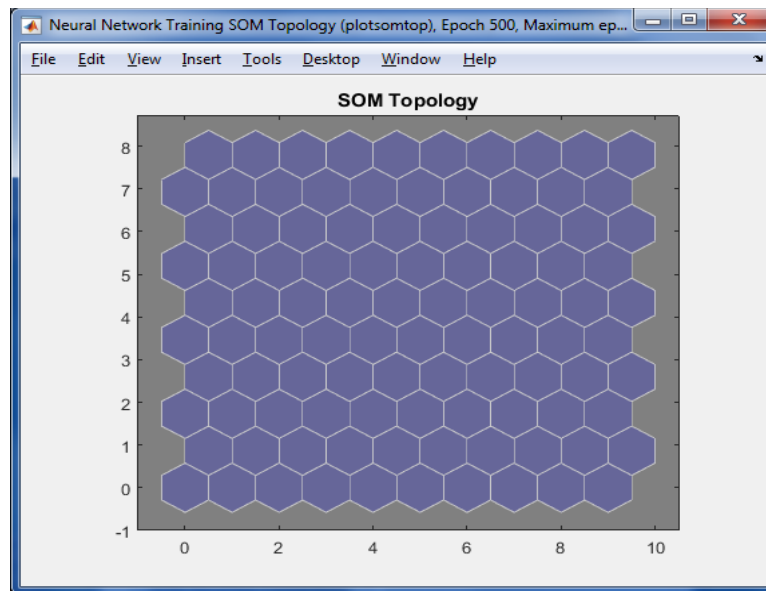 Neural Network Training SOM Topology (plotsomtop), Epoch 500, Maximum ep...
File Edit View Insert Tools Desktop Window Help
SOM Topology
8
7
6
5
4
3
2
1
0
-1
0 2 4 6 8 10